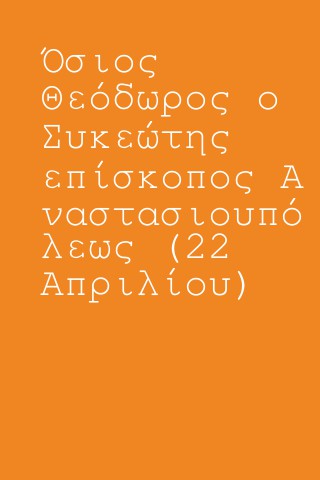 Όσιος
Θεόδωρος ο
Συκεώτης
επίσκοπος Α
ναστασιουπό
λεως (22
Απριλίου)